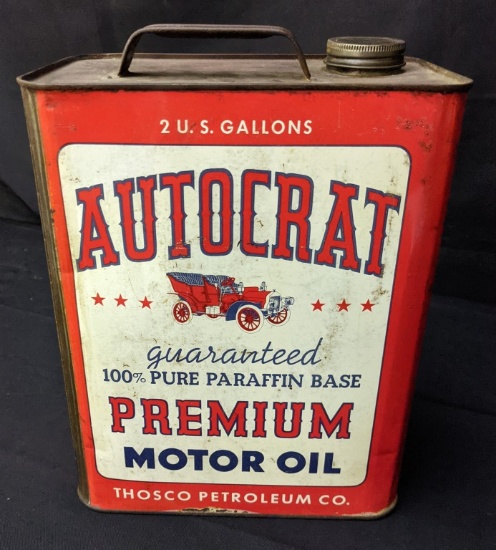 2 U. S. GALLONS
AUTOCRAT
guaranteed
100% PURE PARAFFIN BASE
PREMIUM
MOTOR OIL
THOSCO PETROLEUM CO.